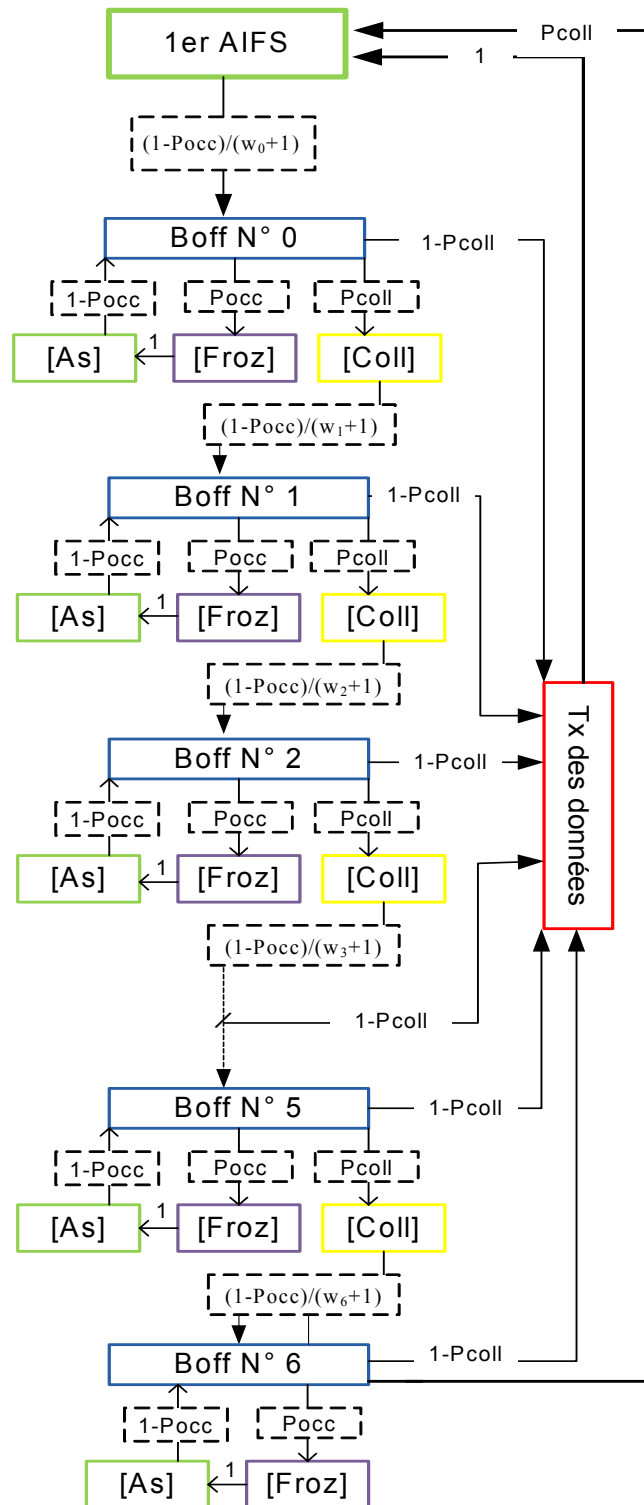 1er AIFS
Pcoll
1
(1-Pocc)/(w₀+1)
Boff N° 0
1-Pcoll
1-Pocc
Pocc
Pcoll
[As]
1
[Froz]
[Coll]
(1-Pocc)/(w₁+1)
Boff N° 1
1-Pcoll
1-Pocc
Pocc
Pcoll
[As]
1
[Froz]
[Coll]
(1-Pocc)/(w₂+1)
Tx des données
Boff N° 2
1-Pcoll
1-Pocc
Pocc
Pcoll
[As]
1
[Froz]
[Coll]
(1-Pocc)/(w₃+1)
1-Pcoll
Boff N° 5
1-Pcoll
1-Pocc
Pocc
Pcoll
[As]
1
[Froz]
[Coll]
(1-Pocc)/(w₆+1)
Boff N° 6
1-Pcoll
1-Pocc
Pocc
[As]
1
[Froz]